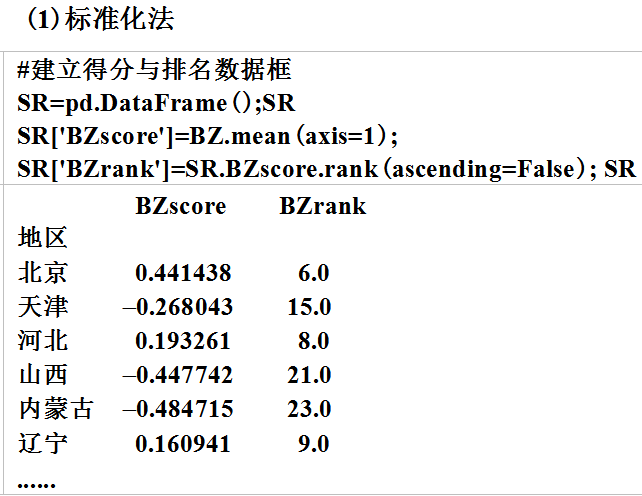 (1)标准化法
#建立得分与排名数据框
SR=pd.DataFrame();SR
SR['BZscore']=BZ.mean(axis=1);
SR['BZrank']=SR.BZscore.rank(ascending=False); SR
BZscore BZrank
地区
北京 0.441438 6.0
天津 –0.268043 15.0
河北 0.193261 8.0
山西 –0.447742 21.0
内蒙古 –0.484715 23.0
辽宁 0.160941 9.0
......